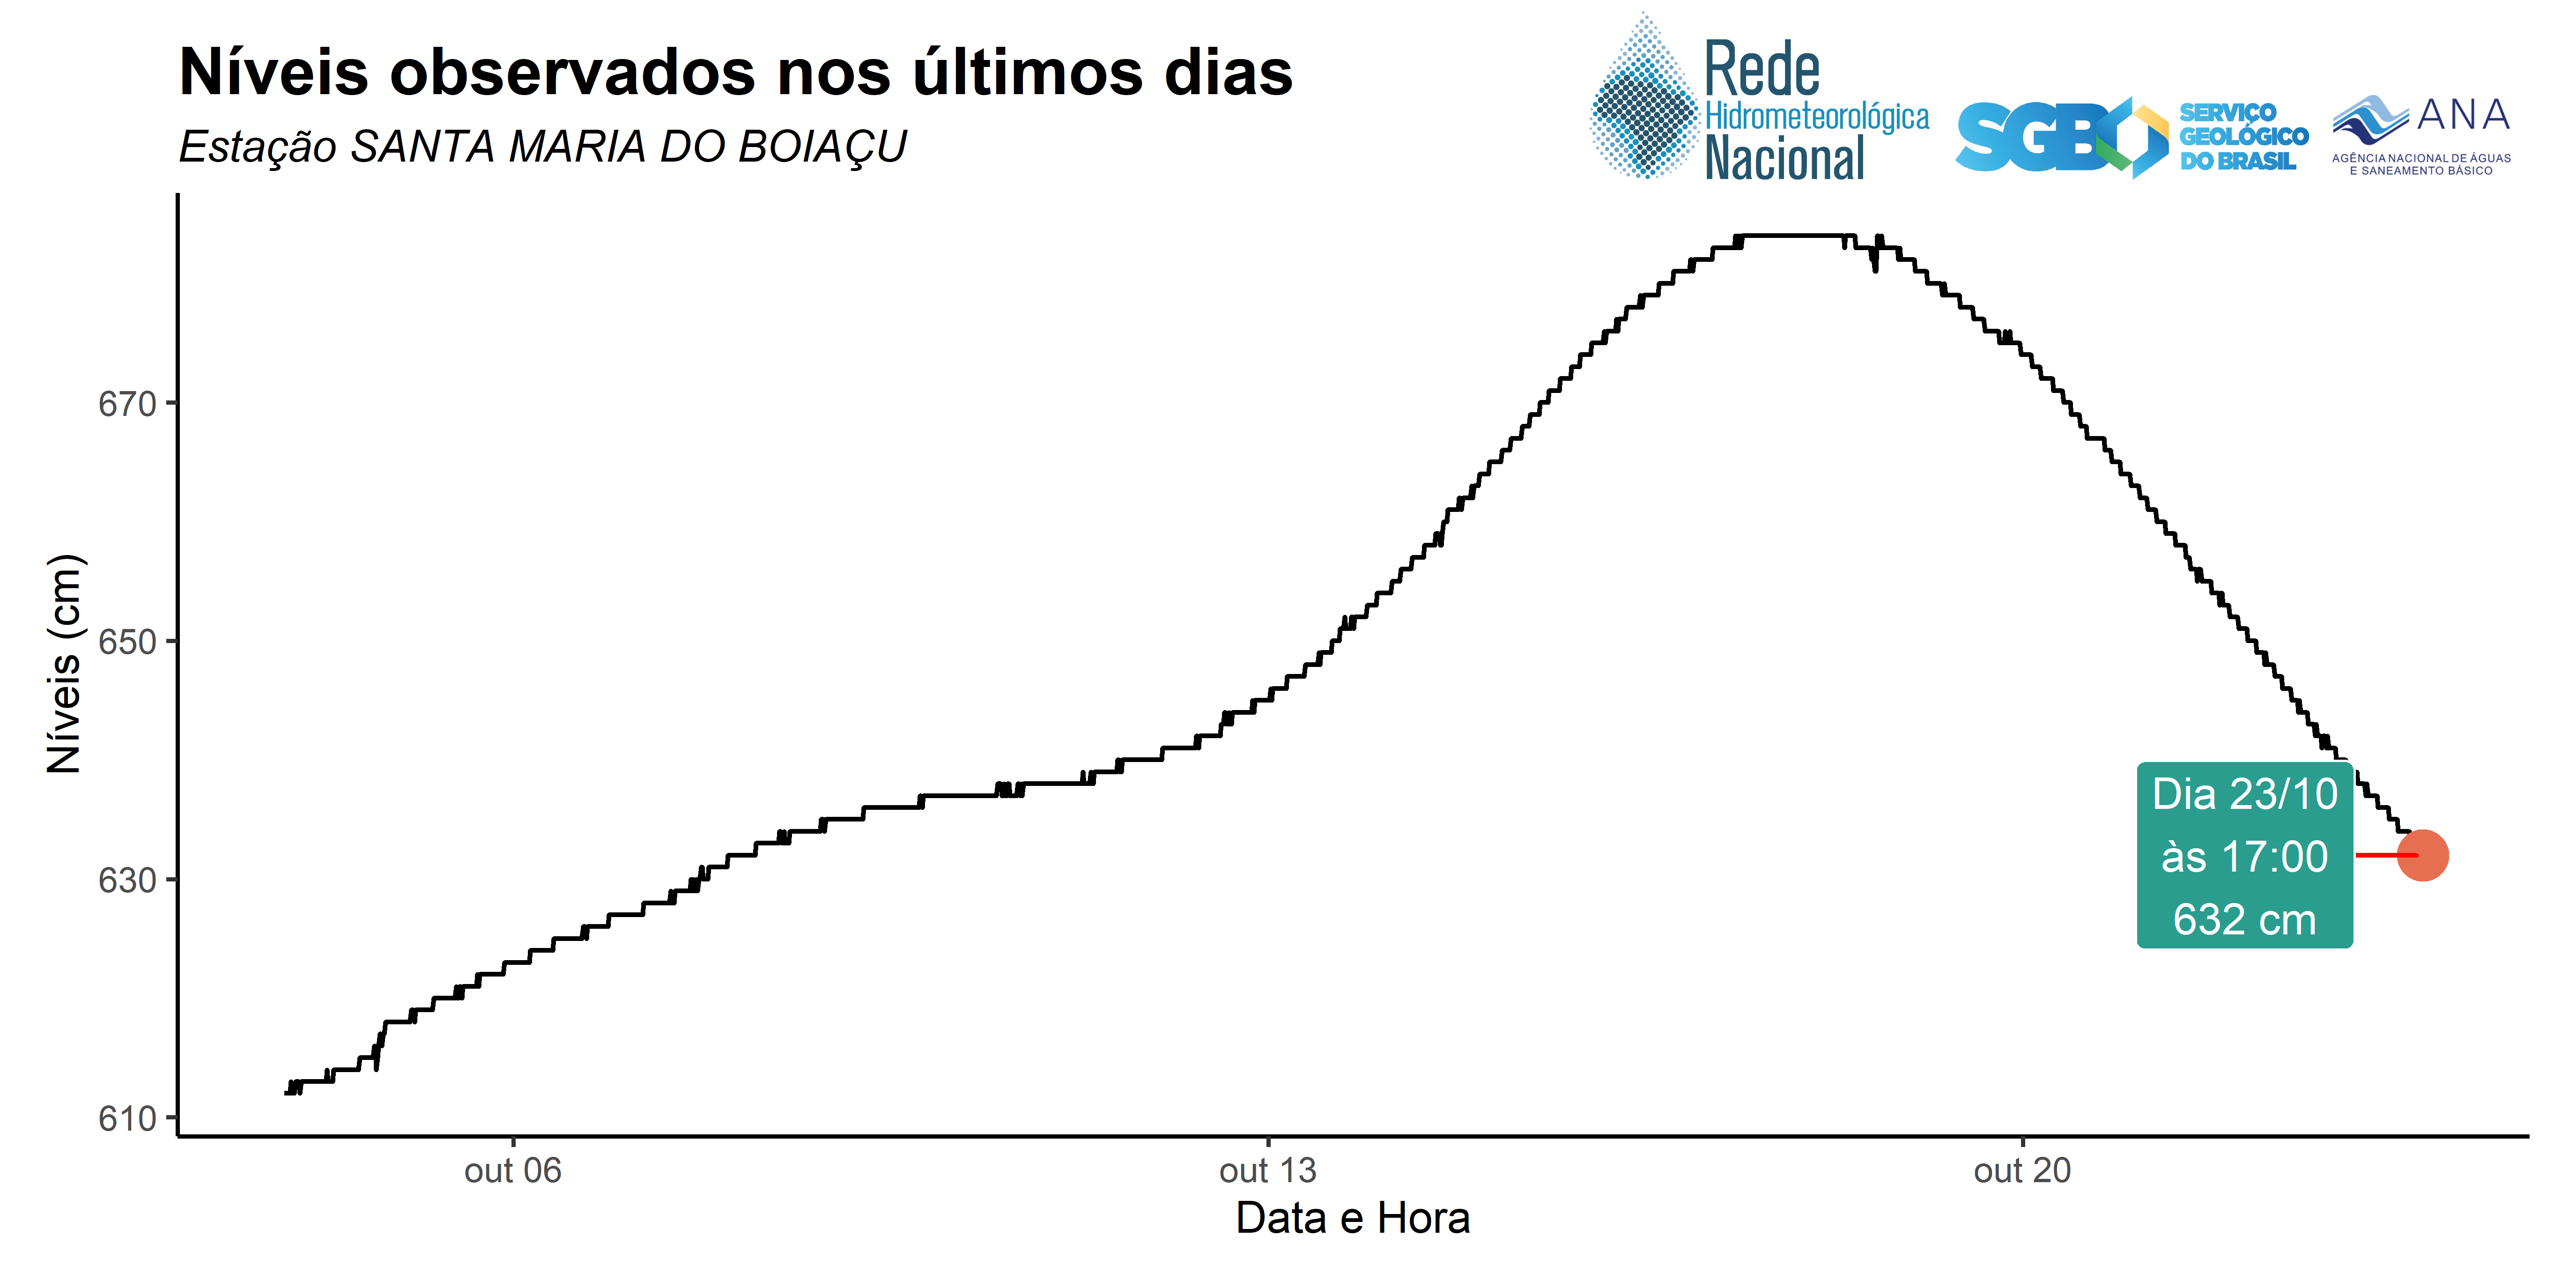 Níveis observados nos últimos dias
Estação SANTA MARIA DO BOIAÇU
Rede
Hidrometeorológica
Nacional
SGB
SERVIÇO
GEOLÓGICO
DO BRASIL
ANA
AGÊNCIA NACIONAL DE ÁGUAS
E SANEAMENTO BÁSICO
Níveis (cm)
670
650
630
610
Dia 23/10
às 17:00
632 cm
out 06
out 13
out 20
Data e Hora